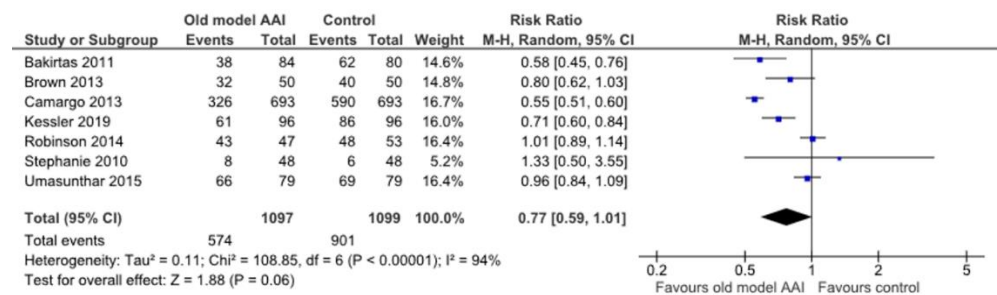 Old model AAI Control Risk Ratio Risk Ratio
Study or Subgroup Events Total Events Total Weight M-H, Random, 95% CI M-H, Random, 95% CI
Bakirtas 2011 38 84 62 80 14.6% 0.58 [0.45, 0.76]
Brown 2013 32 50 40 50 14.8% 0.80 [0.62, 1.03]
Camargo 2013 326 693 590 693 16.7% 0.55 [0.51, 0.60]
Kessler 2019 61 96 86 96 16.0% 0.71 [0.60, 0.84]
Robinson 2014 43 47 48 53 16.4% 1.01 [0.89, 1.14]
Stephanie 2010 8 48 6 48 5.2% 1.33 [0.50, 3.55]
Umasunthar 2015 66 79 69 79 16.4% 0.96 [0.84, 1.09]
Total (95% CI) 1097 1099 100.0% 0.77 [0.59, 1.01]
Total events 574 901
Heterogeneity: Tau² = 0.11; Chi² = 108.85, df = 6 (P < 0.00001); I² = 94%
Test for overall effect: Z = 1.88 (P = 0.06)
0.2 0.5 1 2 5
Favours old model AAI Favours control